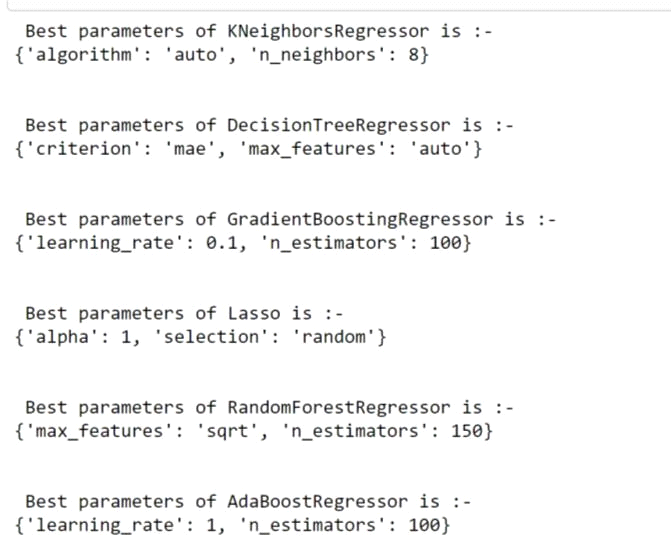 Best parameters of KNeighborsRegressor is :-
{'algorithm': 'auto', 'n_neighbors': 8}
Best parameters of DecisionTreeRegressor is :-
{'criterion': 'mae', 'max_features': 'auto'}
Best parameters of GradientBoostingRegressor is :-
{'learning_rate': 0.1, 'n_estimators': 100}
Best parameters of Lasso is :-
{'alpha': 1, 'selection': 'random'}
Best parameters of RandomForestRegressor is :-
{'max_features': 'sqrt', 'n_estimators': 150}
Best parameters of AdaBoostRegressor is :-
{'learning_rate': 1, 'n_estimators': 100}